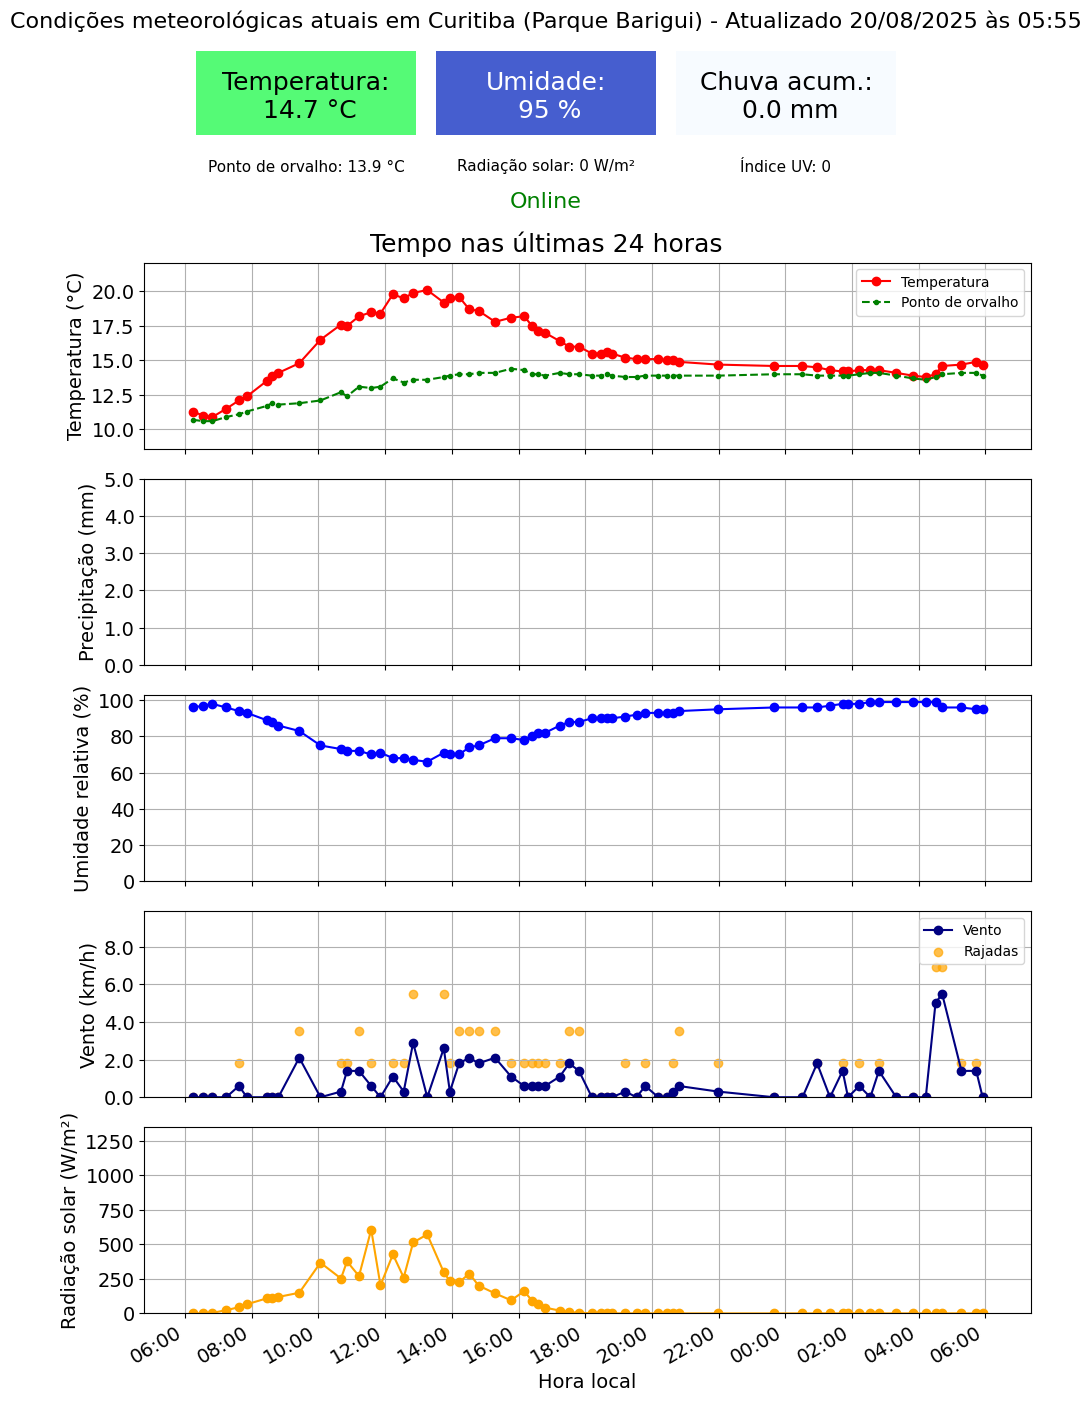 Condições meteorológicas atuais em Curitiba (Parque Barigui) - Atualizado 20/08/2025 às 05:55
Temperatura:
14.7 °C
Umidade:
95 %
Chuva acum.:
0.0 mm
Ponto de orvalho: 13.9 °C
Radiação solar: 0 W/m²
Índice UV: 0
Online
Tempo nas últimas 24 horas
Temperatura (°C)
20.0
17.5
15.0
12.5
10.0
Temperatura
Ponto de orvalho
Precipitação (mm)
5.0
4.0
3.0
2.0
1.0
0.0
Umidade relativa (%)
100
80
60
40
20
0
Vento (km/h)
8.0
6.0
4.0
2.0
0.0
Vento
Rajadas
Radiação solar (W/m²)
1250
1000
750
500
250
0
06:00
08:00
10:00
12:00
14:00
16:00
18:00
20:00
22:00
00:00
02:00
04:00
06:00
Hora local